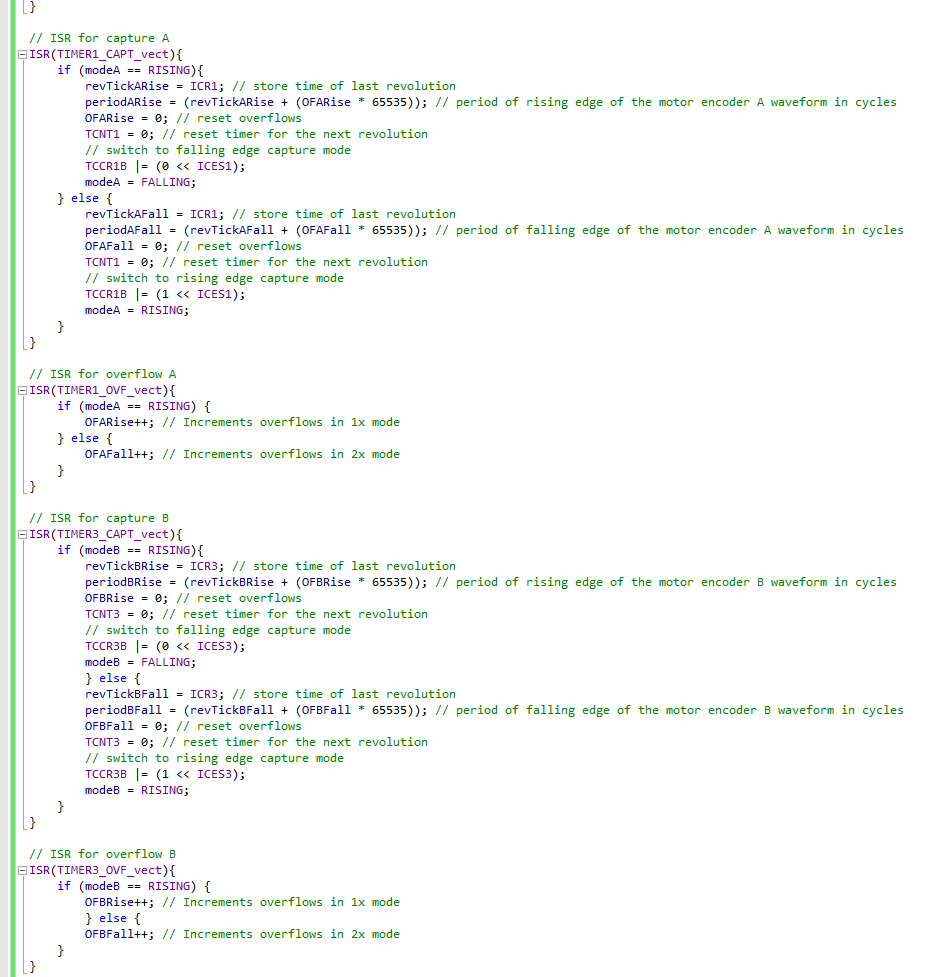 }
// ISR for capture A
ISR(TIMER1_CAPT_vect){
if (modeA == RISING){
revTickARise = ICR1; // store time of last revolution
periodARise = (revTickARise + (OFARise * 65535)); // period of rising edge of the motor encoder A waveform in cycles
OFARise = 0; // reset overflows
TCNT1 = 0; // reset timer for the next revolution
// switch to falling edge capture mode
TCCR1B |= (0 << ICES1);
modeA = FALLING;
} else {
revTickAFall = ICR1; // store time of last revolution
periodAFall = (revTickAFall + (OFAFall * 65535)); // period of falling edge of the motor encoder A waveform in cycles
OFAFall = 0; // reset overflows
TCNT1 = 0; // reset timer for the next revolution
// switch to rising edge capture mode
TCCR1B |= (1 << ICES1);
modeA = RISING;
}
}
// ISR for overflow A
ISR(TIMER1_OVF_vect){
if (modeA == RISING) {
OFARise++; // Increments overflows in 1x mode
} else {
OFAFall++; // Increments overflows in 2x mode
}
}
// ISR for capture B
ISR(TIMER3_CAPT_vect){
if (modeB == RISING){
revTickBRise = ICR3; // store time of last revolution
periodBRise = (revTickBRise + (OFBRise * 65535)); // period of rising edge of the motor encoder B waveform in cycles
OFBRise = 0; // reset overflows
TCNT3 = 0; // reset timer for the next revolution
// switch to falling edge capture mode
TCCR3B |= (0 << ICES3);
modeB = FALLING;
} else {
revTickBFall = ICR3; // store time of last revolution
periodBFall = (revTickBFall + (OFBFall * 65535)); // period of falling edge of the motor encoder B waveform in cycles
OFBFall = 0; // reset overflows
TCNT3 = 0; // reset timer for the next revolution
// switch to rising edge capture mode
TCCR3B |= (1 << ICES3);
modeB = RISING;
}
}
// ISR for overflow B
ISR(TIMER3_OVF_vect){
if (modeB == RISING) {
OFBRise++; // Increments overflows in 1x mode
} else {
OFBFall++; // Increments overflows in 2x mode
}
}